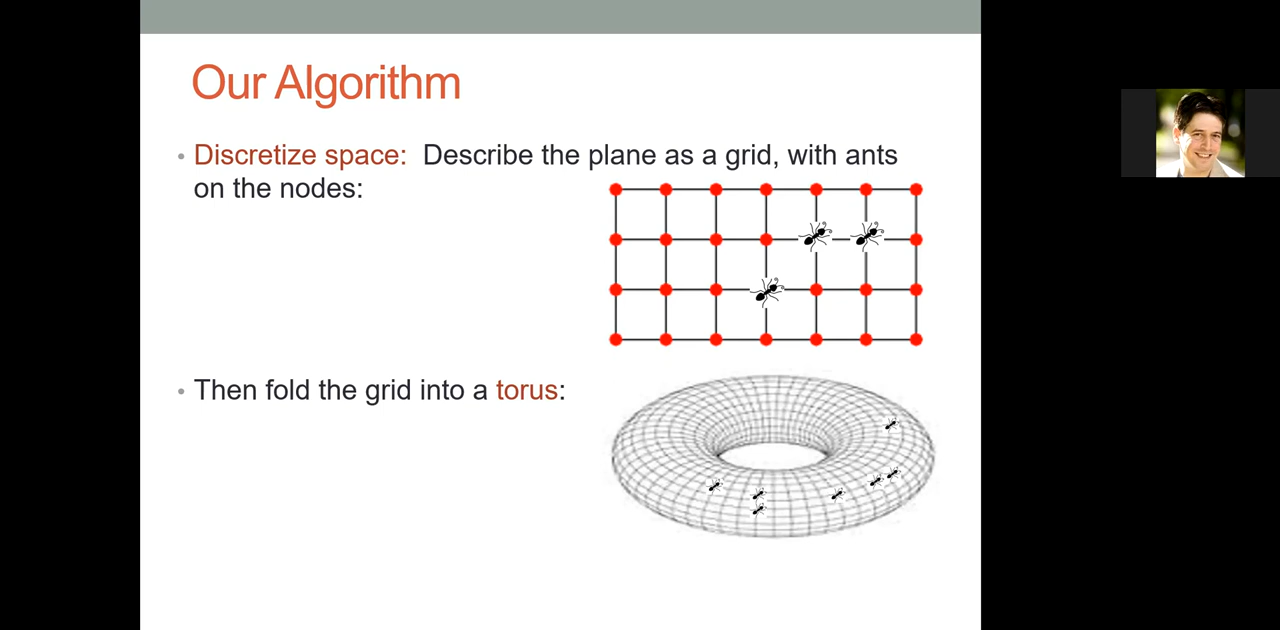 Our Algorithm
• Discretize space: Describe the plane as a grid, with ants
on the nodes:
• Then fold the grid into a torus: